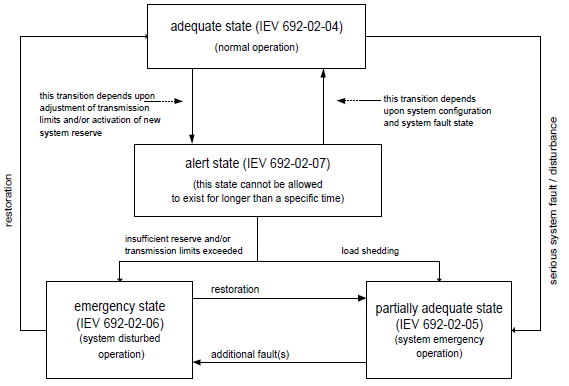 adequate state (IEV 692-02-04)
(normal operation)
this transition depends upon
adjustment of transmission
limits and/or activation of new
system reserve
this transition depends
upon system configuration
and system fault state
alert state (IEV 692-02-07)
(this state cannot be allowed
to exist for longer than a specific time)
restoration
serious system fault / disturbance
insufficient reserve and/or
transmission limits exceeded
load shedding
emergency state
(IEV 692-02-06)
(system disturbed
operation)
restoration
additional fault(s)
partially adequate state
(IEV 692-02-05)
(system emergency
operation)